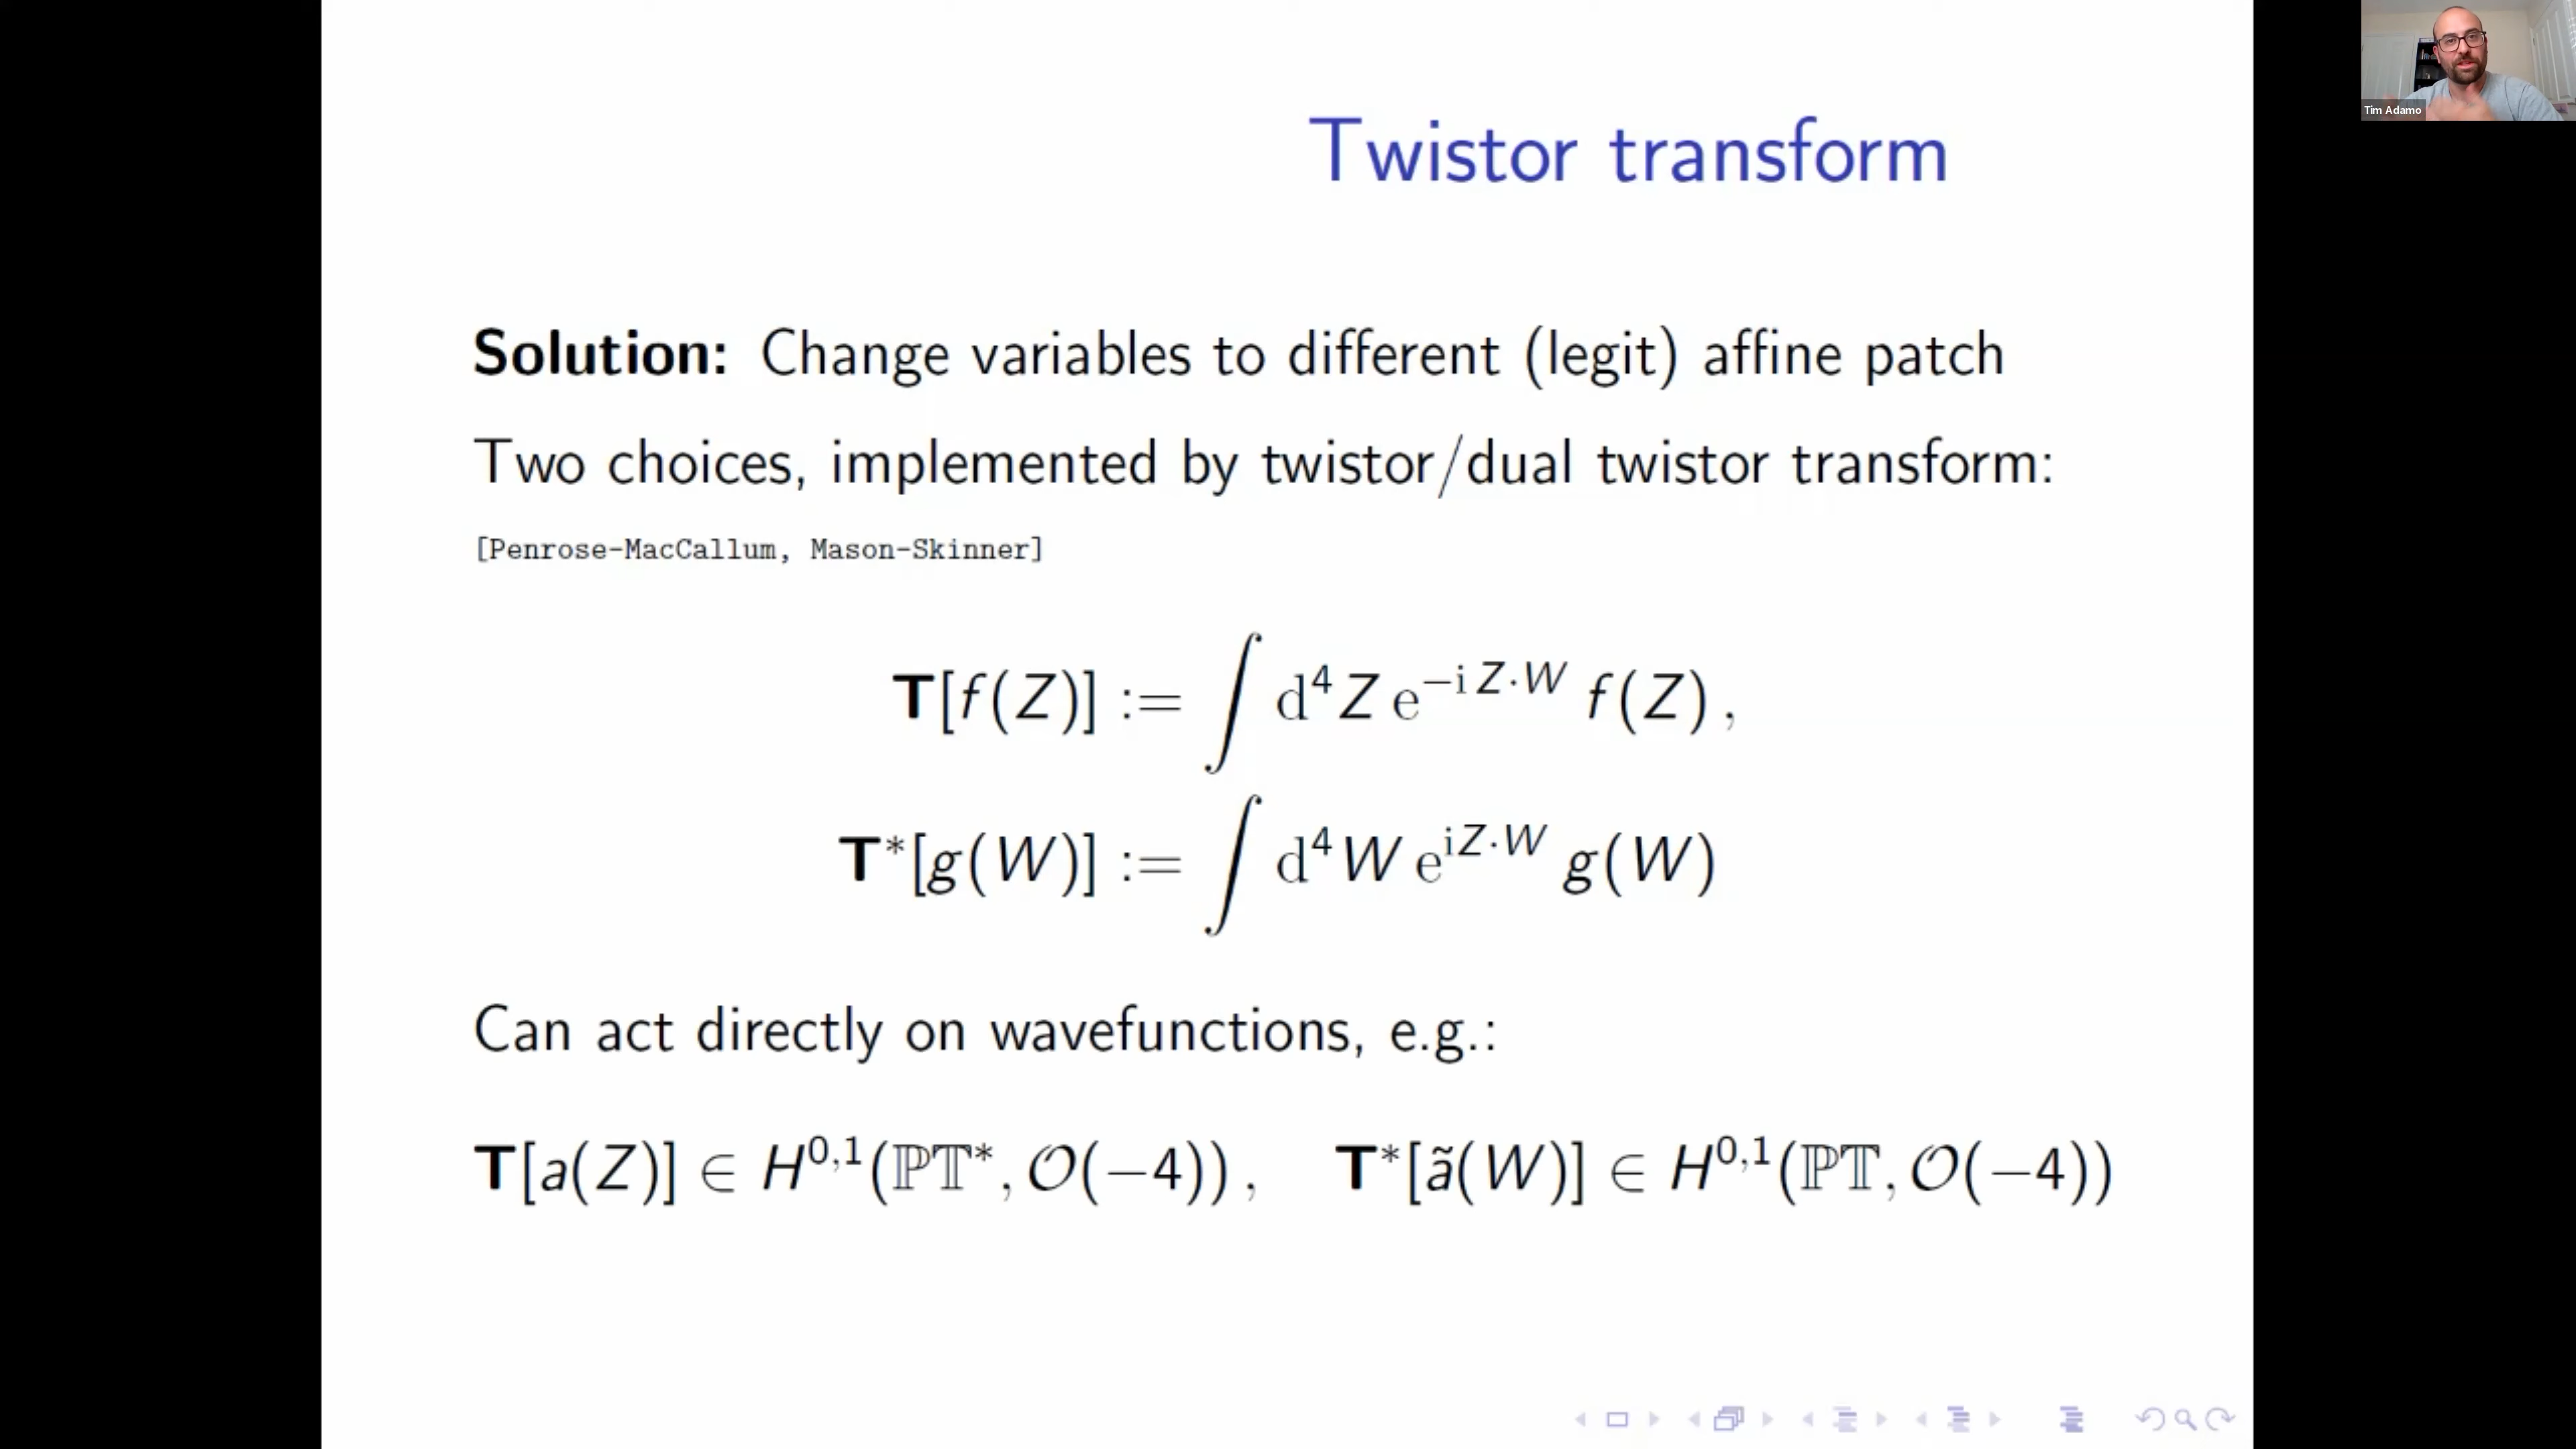 Twistor transform
Tim Adamo
Solution: Change variables to different (legit) affine patch
Two choices, implemented by twistor/dual twistor transform:
[Penrose-MacCallum, Mason-Skinner]
T[f(Z)] := ∫ d⁴Z e^{−i Z·W} f(Z) ,
T*[g(W)] := ∫ d⁴W e^{iZ·W} g(W)
Can act directly on wavefunctions, e.g.:
T[a(Z)] ∈ H^{0,1}(ℙ𝕋*, 𝒪(−4)) , T*[ã(W)] ∈ H^{0,1}(ℙ𝕋, 𝒪(−4))